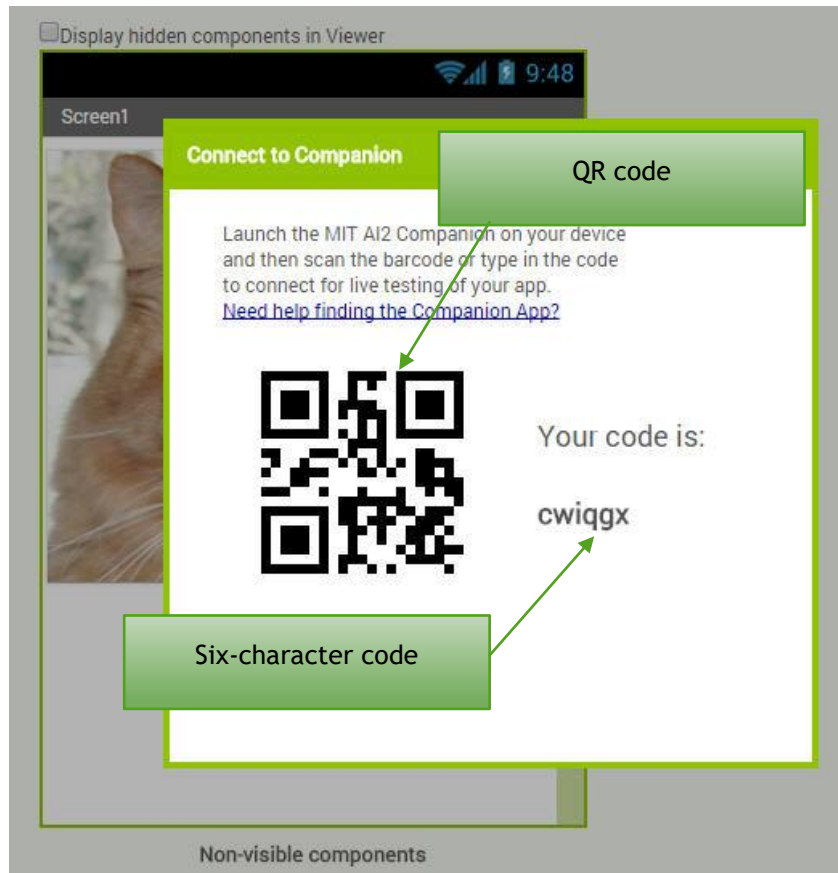 Display hidden components in Viewer
9:48
Screen1
Connect to Companion
QR code
Launch the MIT AI2 Companion on your device
and then scan the barcode or type in the code
to connect for live testing of your app.
Need help finding the Companion App?
Your code is:
cwiqgx
Six-character code
Non-visible components